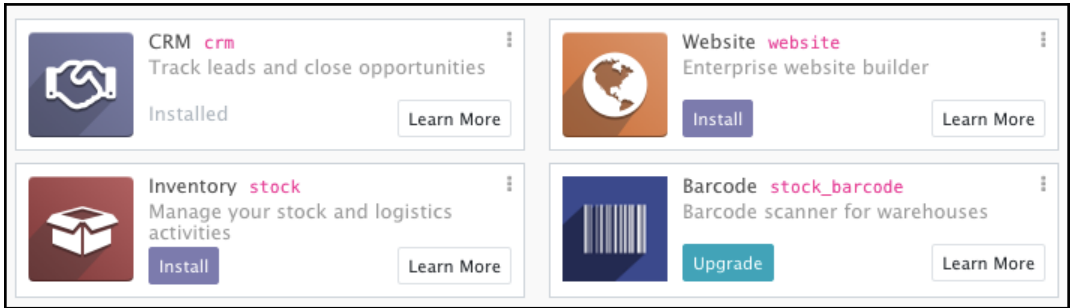 CRM crm
Track leads and close opportunities
Installed
Learn More
Website website
Enterprise website builder
Install
Learn More
Inventory stock
Manage your stock and logistics
activities
Install
Learn More
Barcode stock_barcode
Barcode scanner for warehouses
Upgrade
Learn More